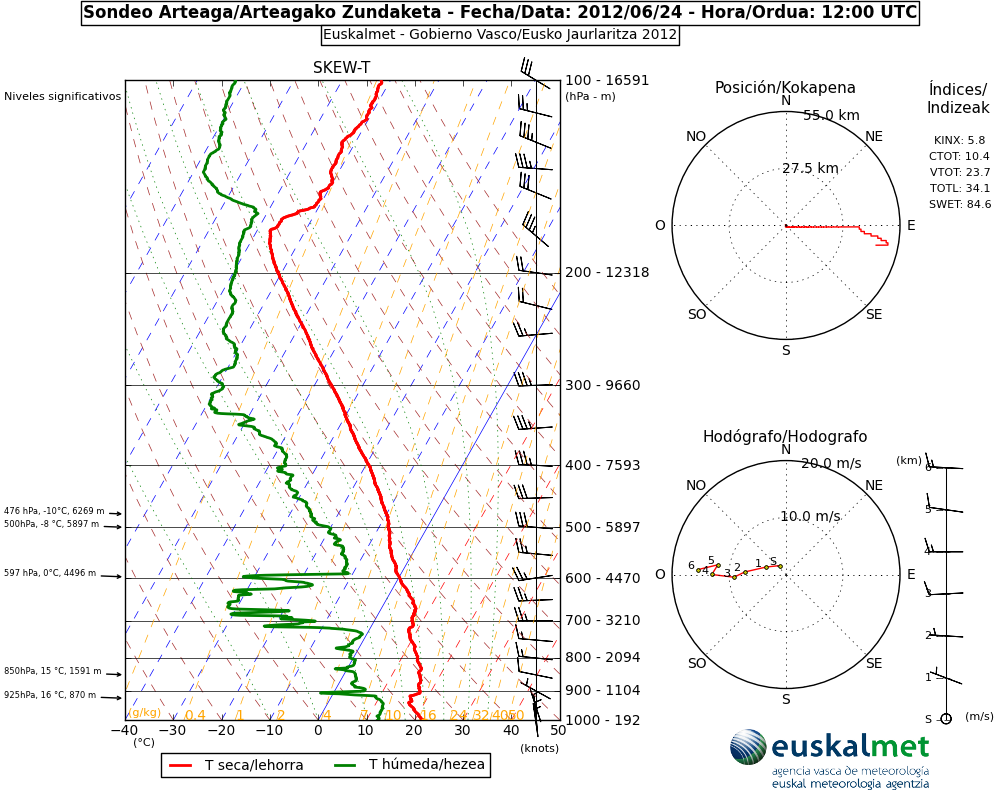 Sondeo Arteaga/Arteagako Zundaketa - Fecha/Data: 2012/06/24 - Hora/Ordua: 12:00 UTC
Euskalmet - Gobierno Vasco/Eusko Jaurlaritza 2012
SKEW-T
Niveles significativos
476 hPa, -10°C, 6269 m
500hPa, -8 °C, 5897 m
597 hPa, 0°C, 4496 m
850hPa, 15 °C, 1591 m
925hPa, 16 °C, 870 m
100 - 16591
(hPa - m)
200 - 12318
300 - 9660
400 - 7593
500 - 5897
600 - 4470
700 - 3210
800 - 2094
900 - 1104
1000 - 192
(g/kg) 0.4 1 2 4 7 10 16 24 32 40 50
−40 −30 −20 −10 0 10 20 30 40 50
(°C)
(knots)
T seca/lehorra T húmeda/hezea
Posición/Kokapena
N
55.0 km
NO NE
27.5 km
O E
SO SE
S
Índices/
Indizeak
KINX: 5.8
CTOT: 10.4
VTOT: 23.7
TOTL: 34.1
SWET: 84.6
Hodógrafo/Hodografo
N
20.0 m/s
NO NE
10.0 m/s
6 5 4 3 2 1 S
O E
SO SE
S
(km)
6
5
4
3
2
1
S
(m/s)
euskalmet
agencia vasca de meteorología
euskal meteorologia agentzia